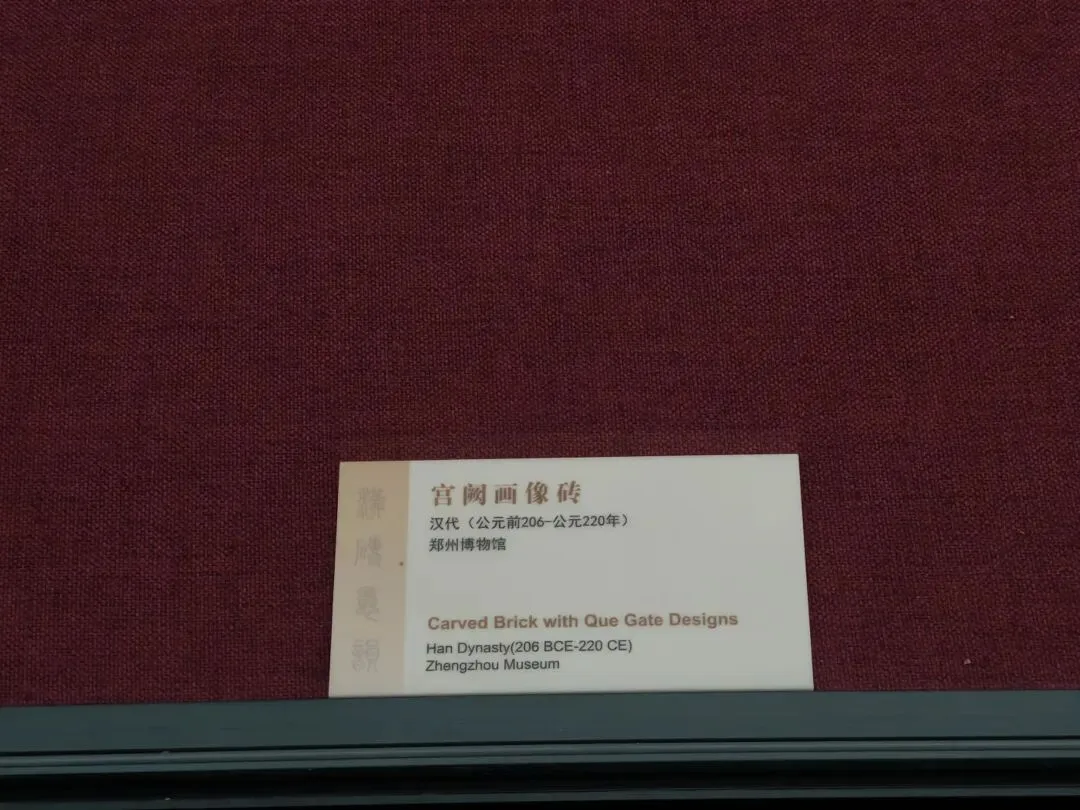 宫阙画像砖
汉代（公元前206-公元220年）
郑州博物馆
Carved Brick with Que Gate Designs
Han Dynasty(206 BCE-220 CE)
Zhengzhou Museum